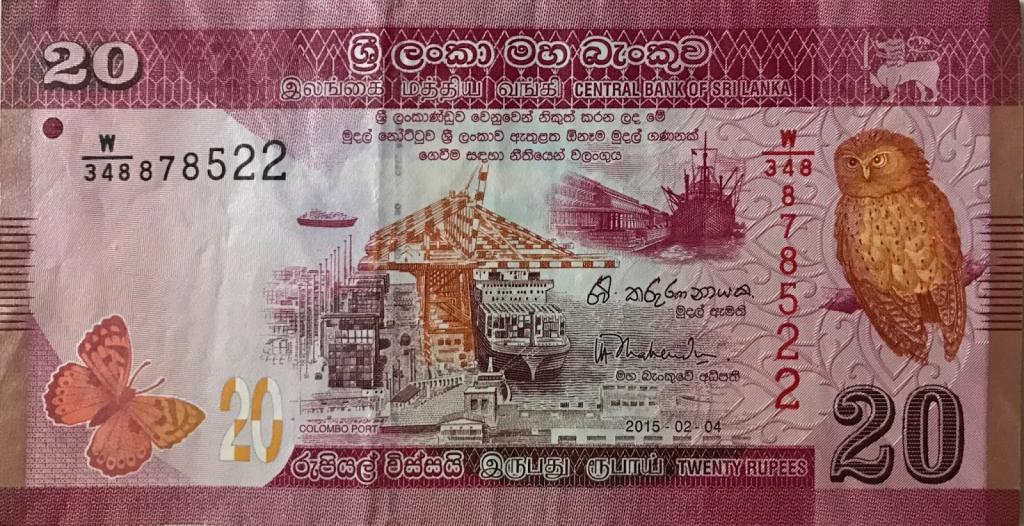 20
ශ්‍රී ලංකා මහ බැංකුව
இலங்கை மத்திய வங்கி CENTRAL BANK OF SRI LANKA
ශ්‍රී ලංකාණ්ඩුව වෙනුවෙන් නිකුත් කරන ලද මේ
මුදල් නෝට්ටුව ශ්‍රී ලංකාව ඇතුළත ඕනෑම මුදල් ගණනක්
ගෙවීම සඳහා නීතියෙන් වලංගුය
W/348 878522
W/348 878522
රවි කරුණානායක
මුදල් ඇමති
මහ බැංකුවේ අධිපති
20
COLOMBO PORT
2015-02-04
20
රුපියල් විස්සයි இருபது ரூபாய் TWENTY RUPEES